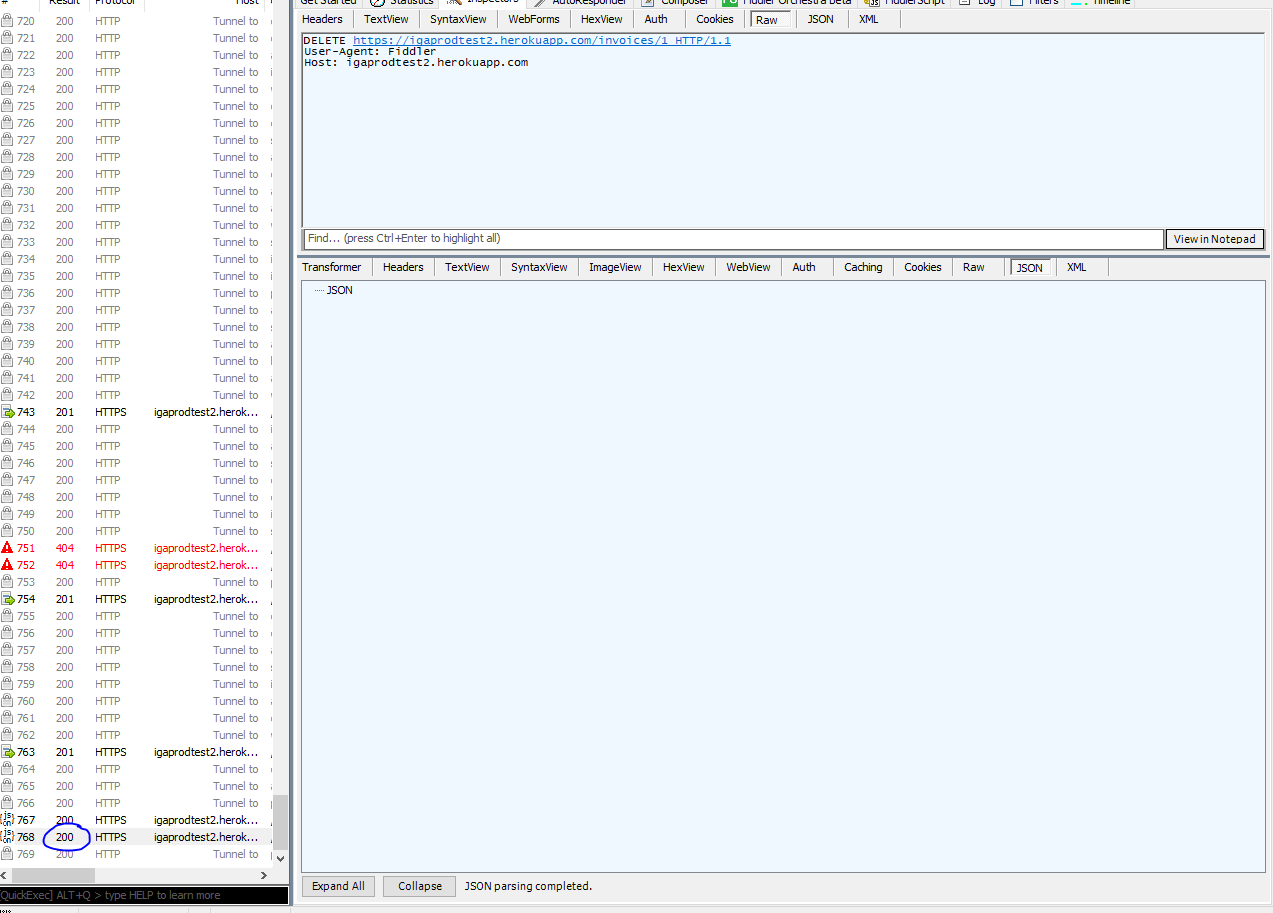 # Result Protocol Host
720 200 HTTP Tunnel to
721 200 HTTP Tunnel to
722 200 HTTP Tunnel to
723 200 HTTP Tunnel to
724 200 HTTP Tunnel to
725 200 HTTP Tunnel to
726 200 HTTP Tunnel to
727 200 HTTP Tunnel to
728 200 HTTP Tunnel to
729 200 HTTP Tunnel to
730 200 HTTP Tunnel to
731 200 HTTP Tunnel to
732 200 HTTP Tunnel to
733 200 HTTP Tunnel to
734 200 HTTP Tunnel to
735 200 HTTP Tunnel to
736 200 HTTP Tunnel to
737 200 HTTP Tunnel to
738 200 HTTP Tunnel to
739 200 HTTP Tunnel to
740 200 HTTP Tunnel to
741 200 HTTP Tunnel to
742 200 HTTP Tunnel to
743 201 HTTPS igaprodtest2.herok...
744 200 HTTP Tunnel to
745 200 HTTP Tunnel to
746 200 HTTP Tunnel to
747 200 HTTP Tunnel to
748 200 HTTP Tunnel to
749 200 HTTP Tunnel to
750 200 HTTP Tunnel to
751 404 HTTPS igaprodtest2.herok...
752 404 HTTPS igaprodtest2.herok...
753 200 HTTP Tunnel to
754 201 HTTPS igaprodtest2.herok...
755 200 HTTP Tunnel to
756 200 HTTP Tunnel to
757 200 HTTP Tunnel to
758 200 HTTP Tunnel to
759 200 HTTP Tunnel to
760 200 HTTP Tunnel to
761 200 HTTP Tunnel to
762 200 HTTP Tunnel to
763 201 HTTPS igaprodtest2.herok...
764 200 HTTP Tunnel to
765 200 HTTP Tunnel to
766 200 HTTP Tunnel to
767 200 HTTPS igaprodtest2.herok...
768 200 HTTPS igaprodtest2.herok...
769 200 HTTP Tunnel to
[QuickExec] ALT+Q > type HELP to learn more
Get Started Statistics Inspectors AutoResponder Composer Fiddler Orchestra Beta FiddlerScript Log Filters Timeline
Headers TextView SyntaxView WebForms HexView Auth Cookies Raw JSON XML
DELETE https://igaprodtest2.herokuapp.com/invoices/1 HTTP/1.1
User-Agent: Fiddler
Host: igaprodtest2.herokuapp.com
Find... (press Ctrl+Enter to highlight all) View in Notepad
Transformer Headers TextView SyntaxView ImageView HexView WebView Auth Caching Cookies Raw JSON XML
JSON
Expand All Collapse JSON parsing completed.